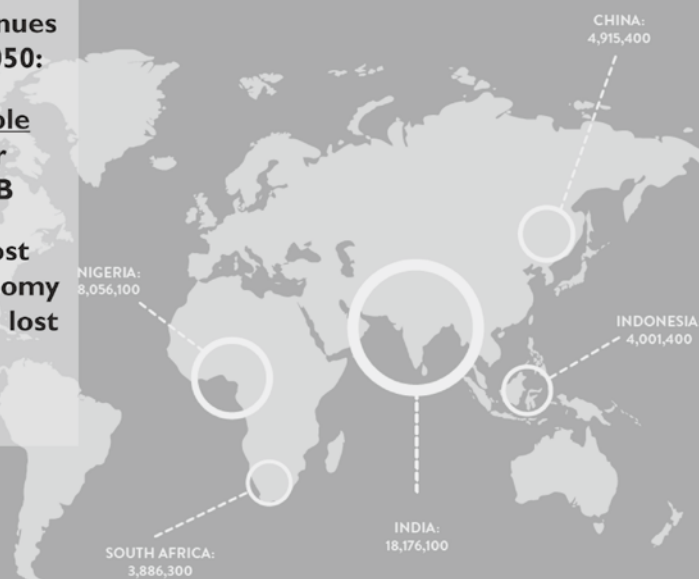 nues
050:
ple
r
B
ost
omy
lost
CHINA:
4,915,400
NIGERIA:
8,056,100
INDONESIA
4,001,400
INDIA:
18,176,100
SOUTH AFRICA:
3,886,300